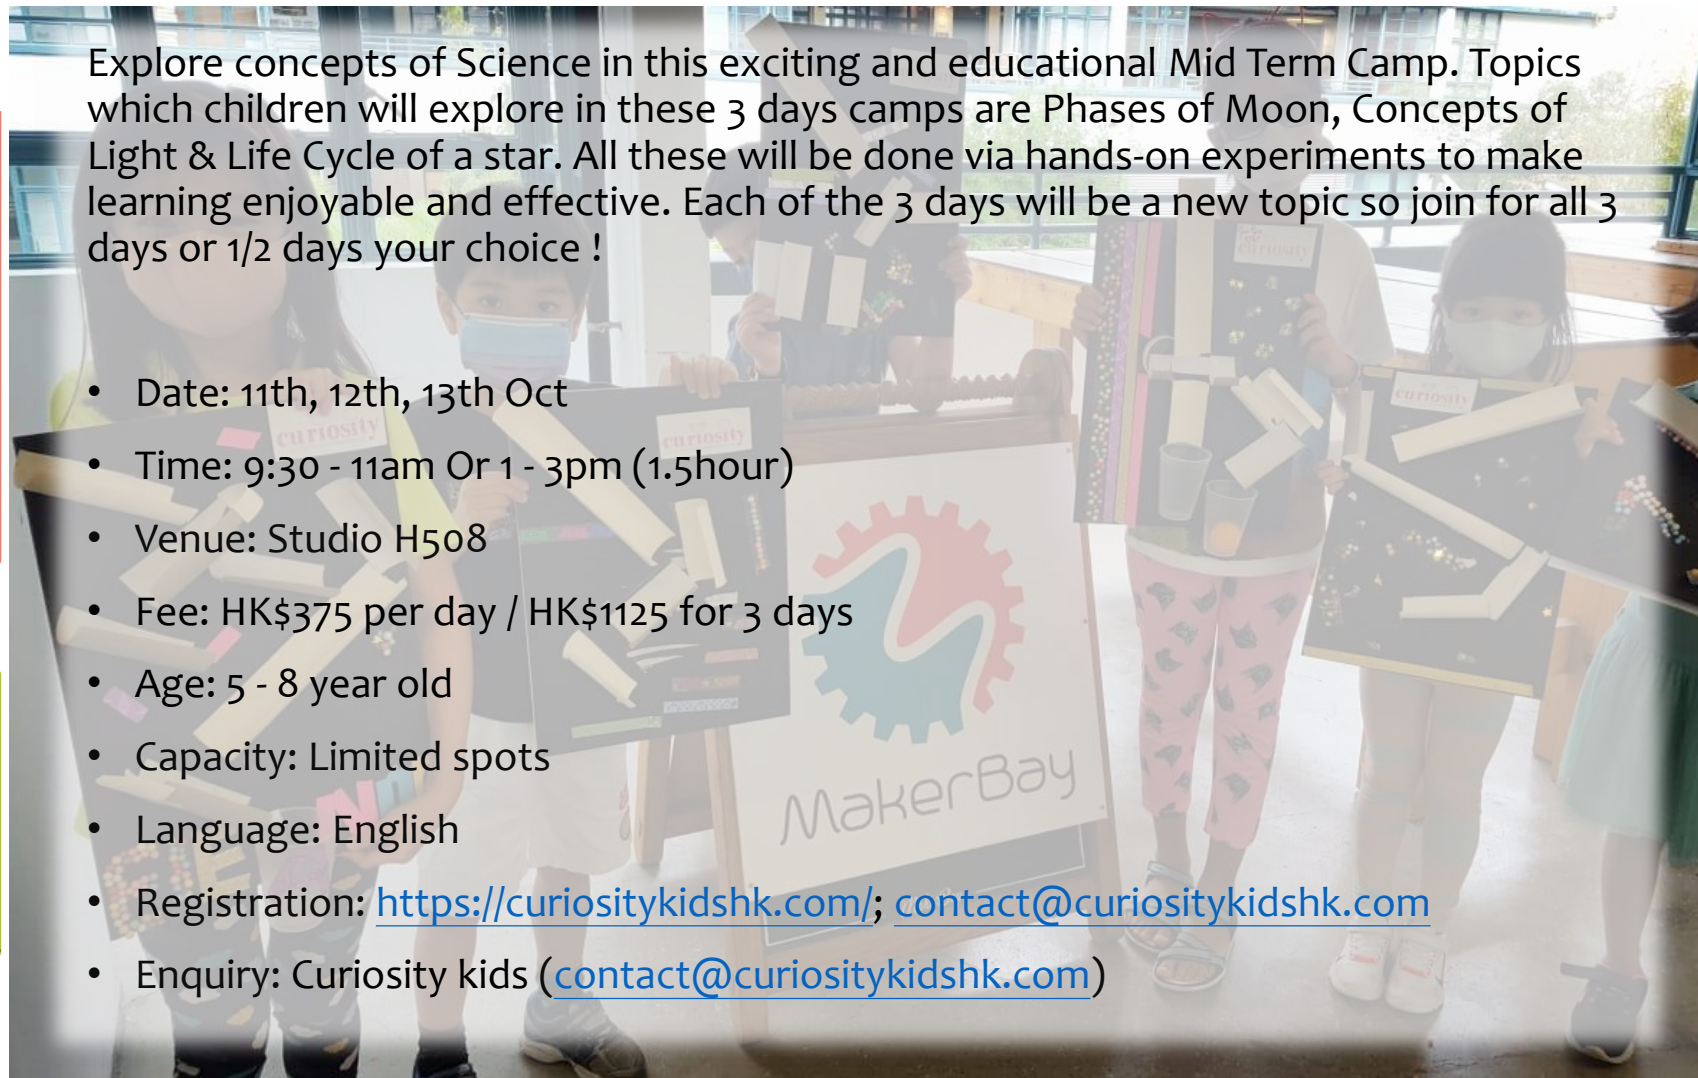 Explore concepts of Science in this exciting and educational Mid Term Camp. Topics
which children will explore in these 3 days camps are Phases of Moon, Concepts of
Light & Life Cycle of a star. All these will be done via hands-on experiments to make
learning enjoyable and effective. Each of the 3 days will be a new topic so join for all 3
days or 1/2 days your choice !
curiosity
• Date: 11th, 12th, 13th Oct
curiosity
curiosity
curiosity
• Time: 9:30 - 11am Or 1 - 3pm (1.5hour)
• Venue: Studio H508
• Fee: HK$375 per day / HK$1125 for 3 days
• Age: 5 - 8 year old
• Capacity: Limited spots
MakerBay
• Language: English
• Registration: https://curiositykidshk.com/; contact@curiositykidshk.com
• Enquiry: Curiosity kids (contact@curiositykidshk.com)